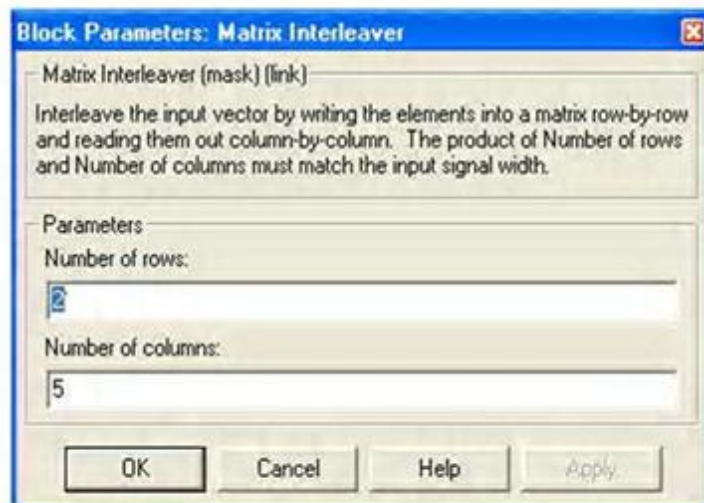 Block Parameters: Matrix Interleaver
Matrix Interleaver (mask) (link)
Interleave the input vector by writing the elements into a matrix row-by-row
and reading them out column-by-column. The product of Number of rows
and Number of columns must match the input signal width.
Parameters
Number of rows:
2
Number of columns:
5
OK Cancel Help Apply